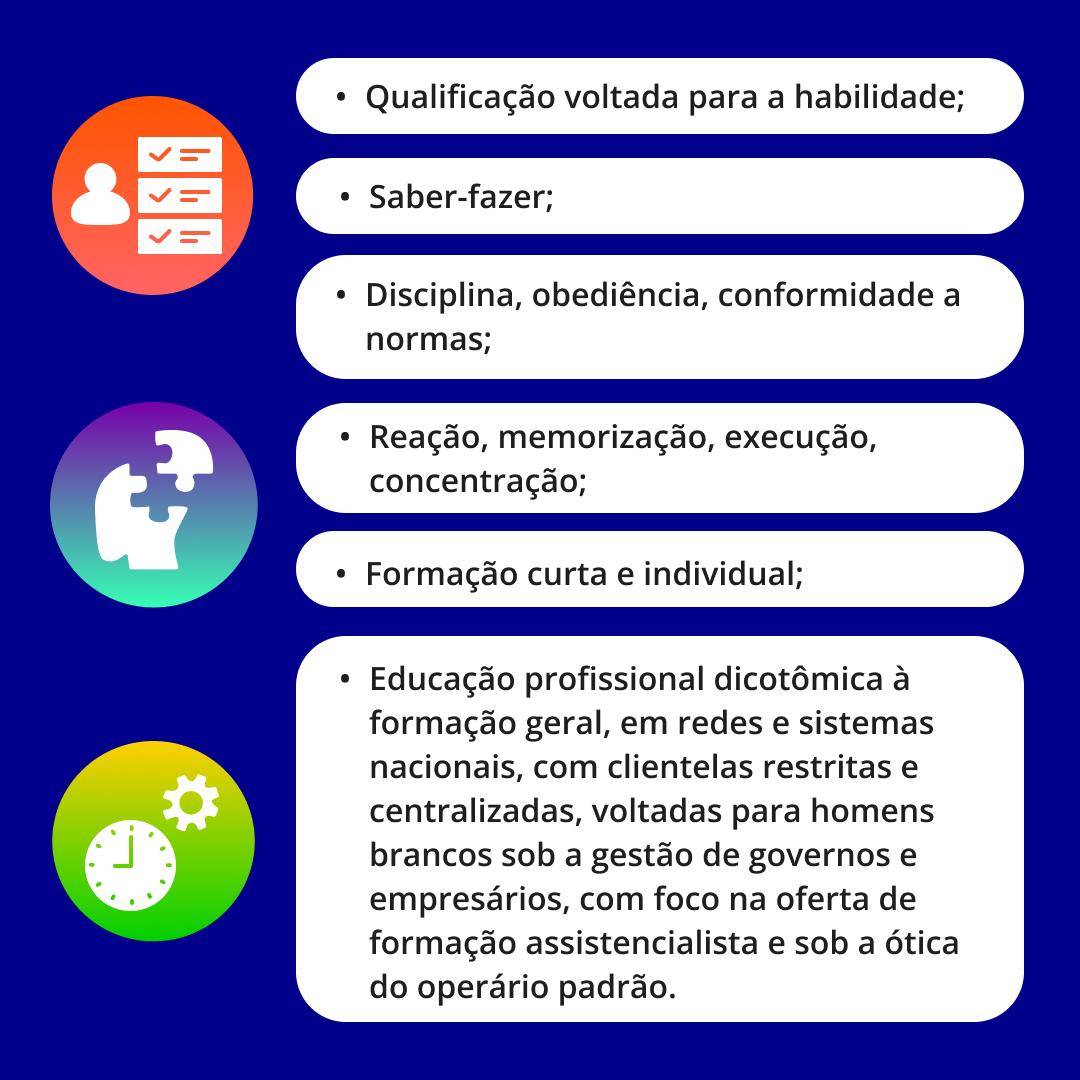 • Qualificação voltada para a habilidade;
• Saber-fazer;
• Disciplina, obediência, conformidade a
normas;
• Reação, memorização, execução,
concentração;
• Formação curta e individual;
• Educação profissional dicotômica à
formação geral, em redes e sistemas
nacionais, com clientelas restritas e
centralizadas, voltadas para homens
brancos sob a gestão de governos e
empresários, com foco na oferta de
formação assistencialista e sob a ótica
do operário padrão.